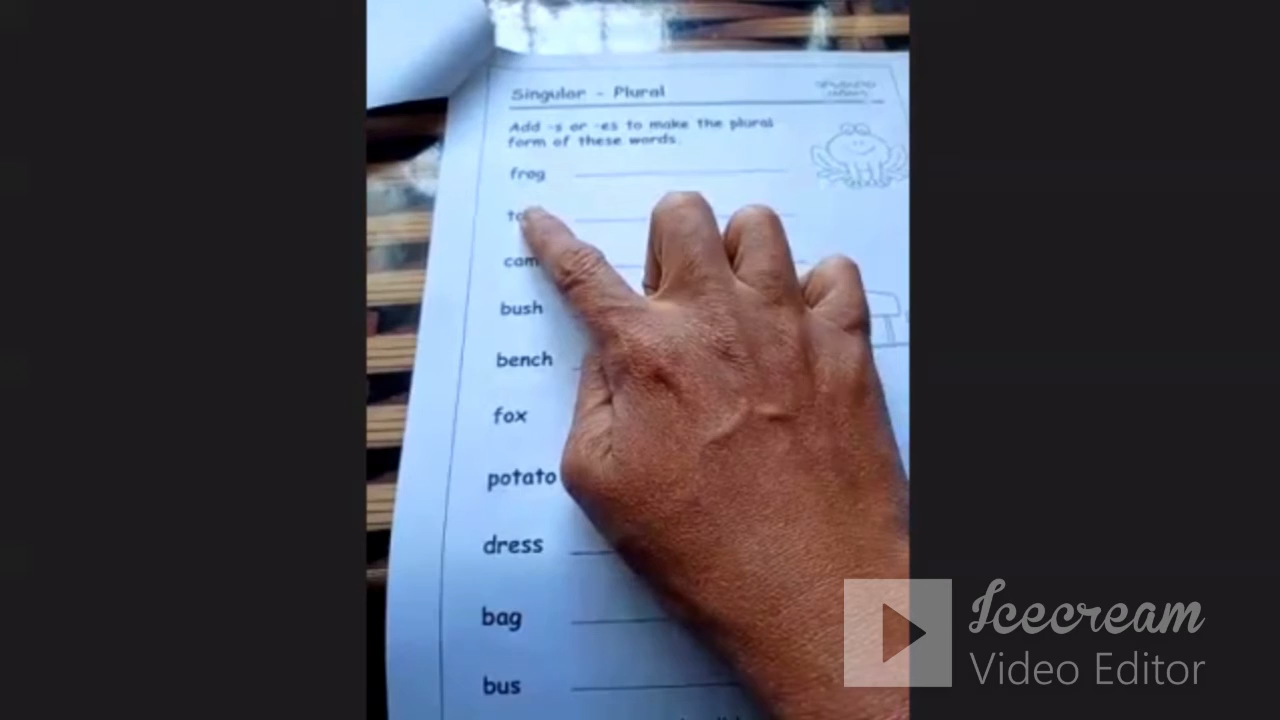 Singular - Plural
Add -s or -es to make the plural
form of these words.
frog
bush
bench
fox
potato
dress
bag
bus
Icecream
Video Editor